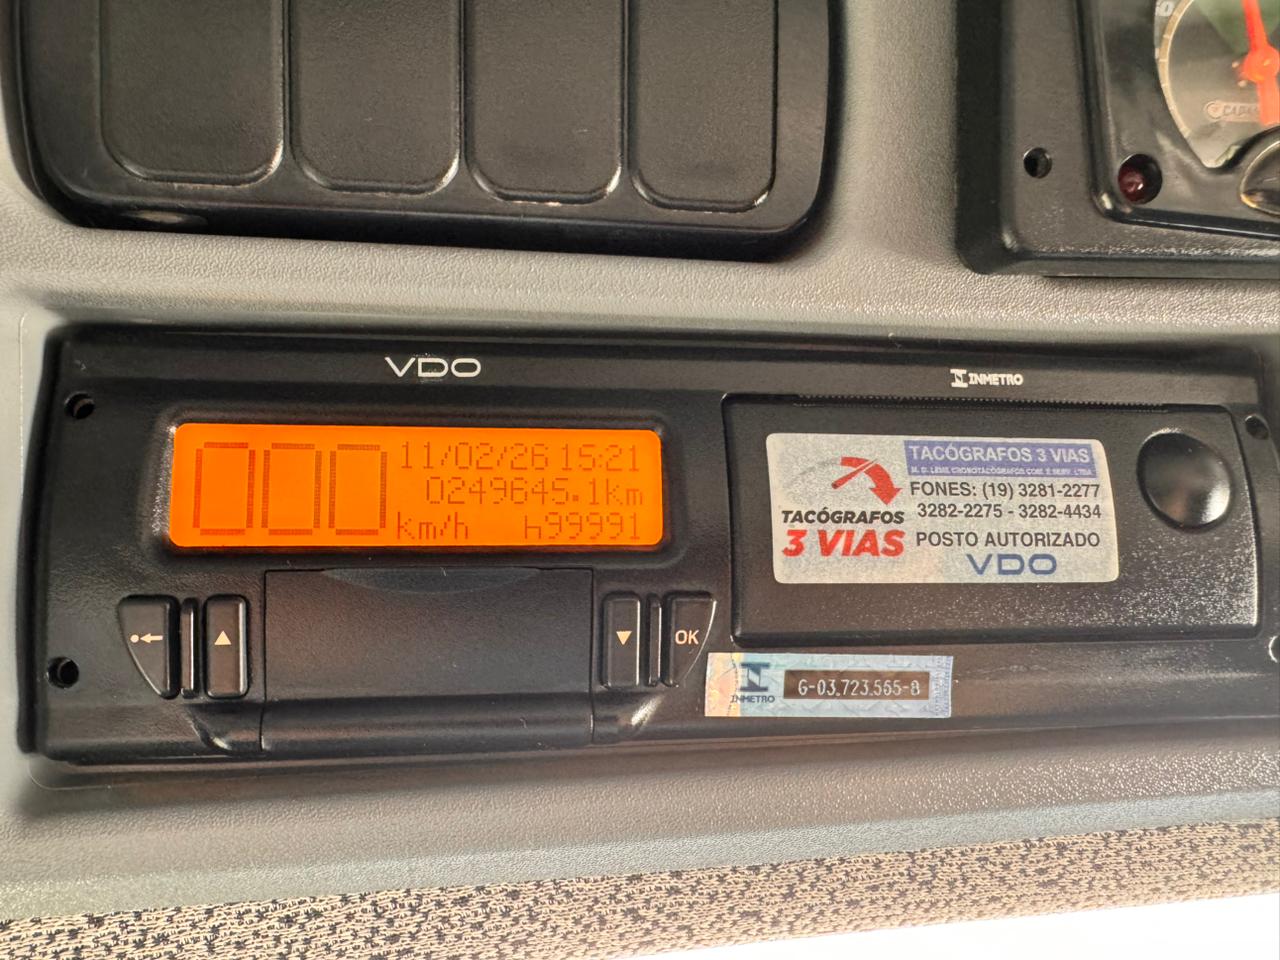 VDO
INMETRO
000
11/02/26 15:21
0249645.1km
km/h h99991
TACÓGRAFOS 3 VIAS
FONES: (19) 3281-2277
3282-2275 - 3282-4434
POSTO AUTORIZADO
VDO
TACÓGRAFOS
3 VIAS
OK
INMETRO
G-03.723.565-8